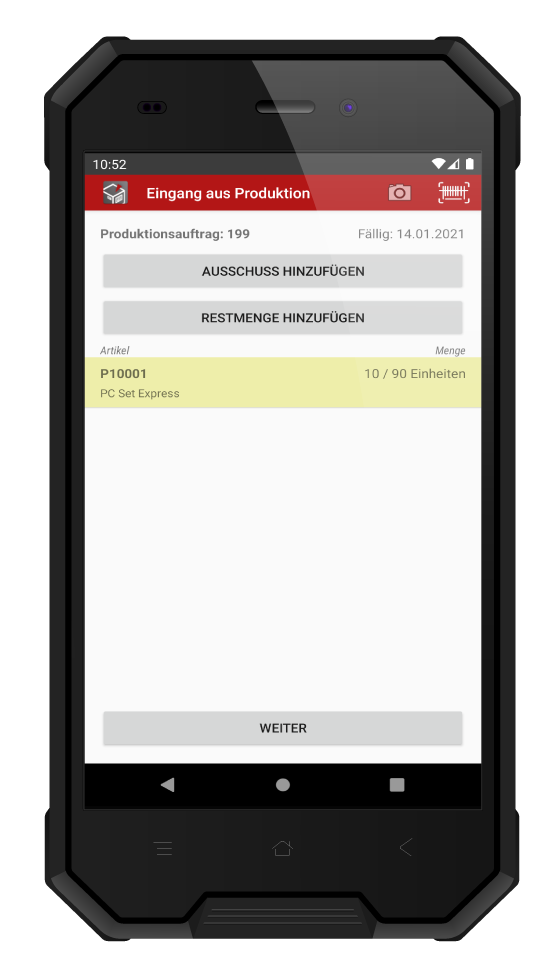 10:52
Eingang aus Produktion
Produktionsauftrag: 199 Fällig: 14.01.2021
AUSSCHUSS HINZUFÜGEN
RESTMENGE HINZUFÜGEN
Artikel Menge
P10001 10 / 90 Einheiten
PC Set Express
WEITER